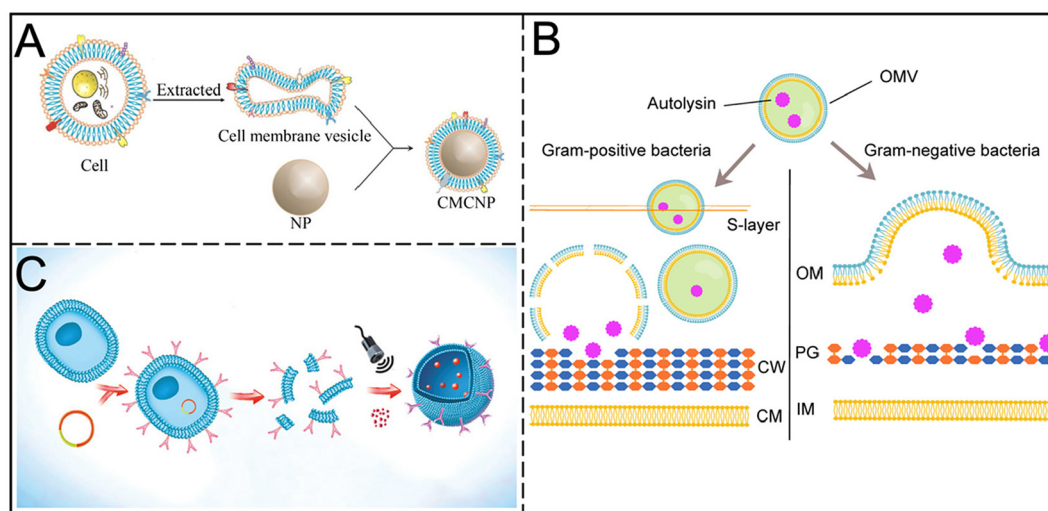 A
Extracted
Cell membrane vesicle
Cell
NP
CMCNP
B
OMV
Autolysin
Gram-positive bacteria
Gram-negative bacteria
S-layer
OM
PG
CW
IM
CM
C